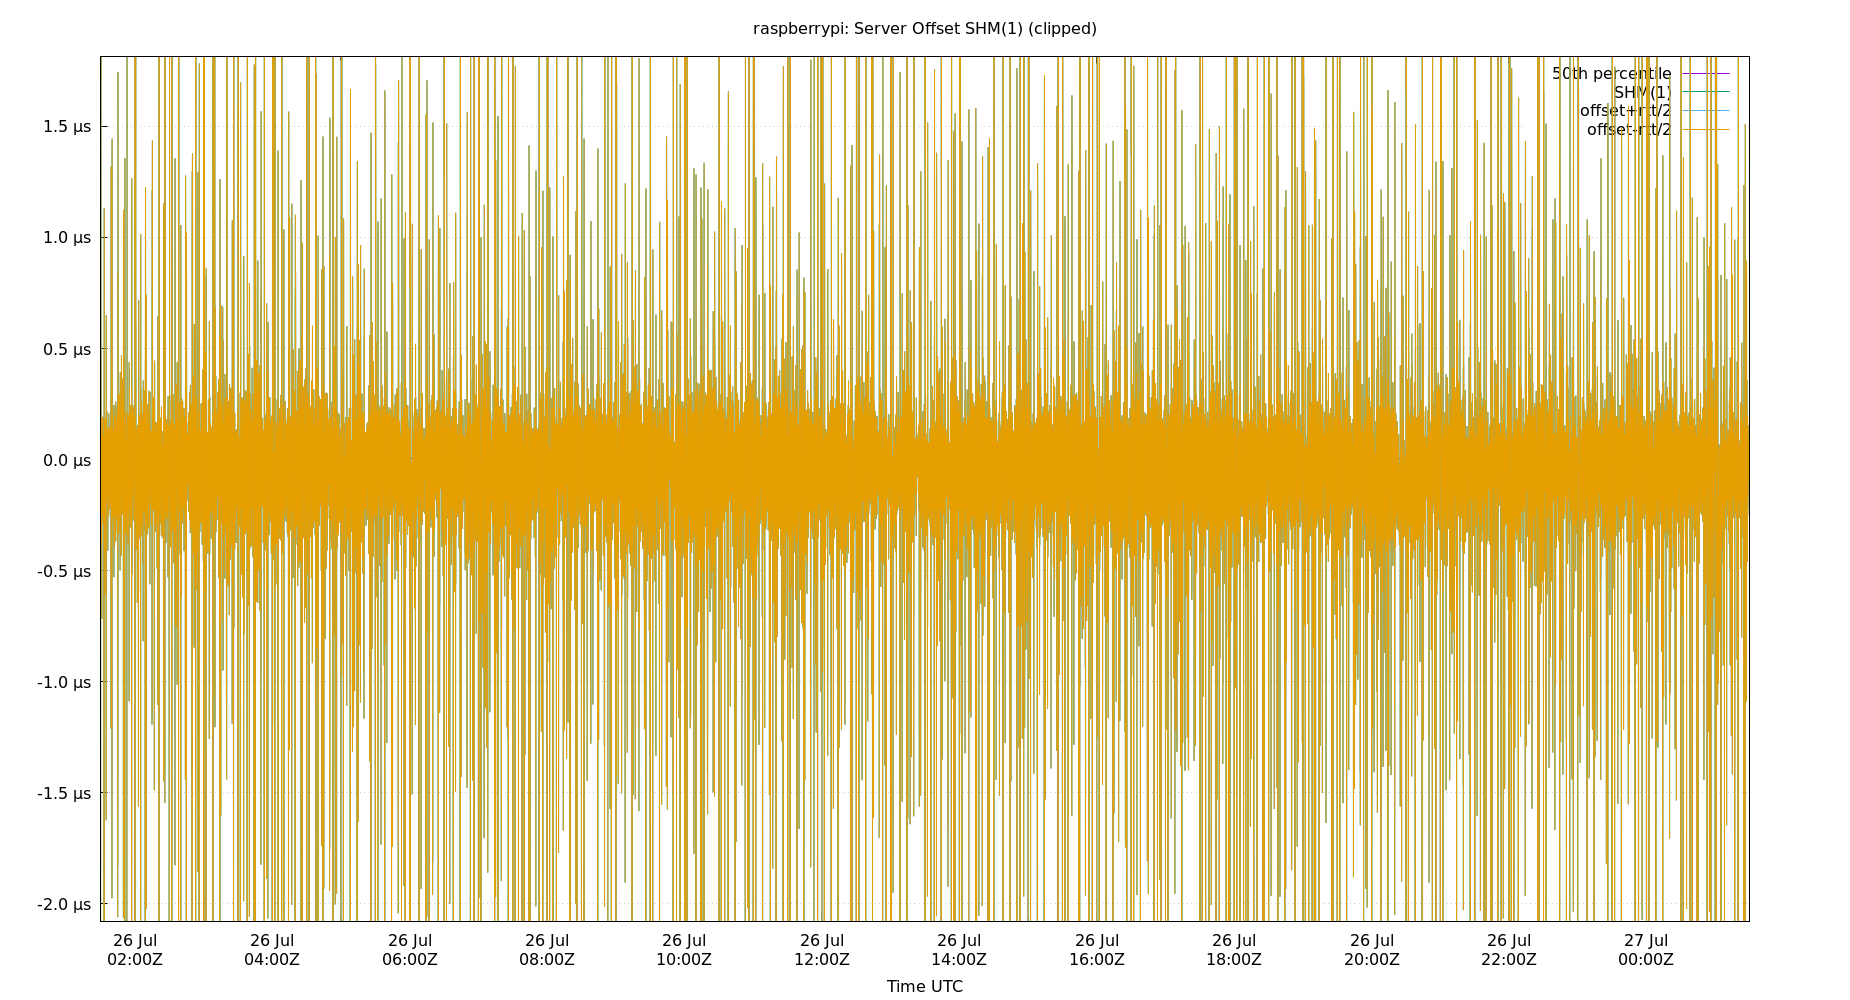 raspberrypi: Server Offset SHM(1) (clipped)
50th percentile
SHM(1)
offset+rtt/2
offset-rtt/2
1.5 µs
1.0 µs
0.5 µs
0.0 µs
-0.5 µs
-1.0 µs
-1.5 µs
-2.0 µs
26 Jul 26 Jul 26 Jul 26 Jul 26 Jul 26 Jul 26 Jul 26 Jul 26 Jul 26 Jul 26 Jul 27 Jul
02:00Z 04:00Z 06:00Z 08:00Z 10:00Z 12:00Z 14:00Z 16:00Z 18:00Z 20:00Z 22:00Z 00:00Z
Time UTC